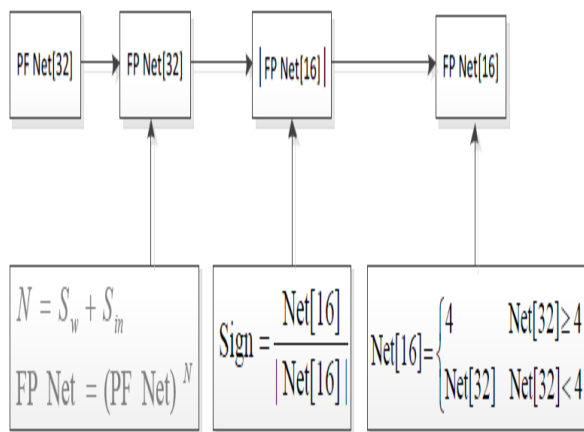 PF Net[32]
FP Net[32]
|FP Net[16]|
FP Net[16]
N = S_w + S_in
FP Net = (PF Net)^N
Sign = Net[16] / |Net[16]|
Net[16] = { 4 Net[32] ≥ 4
Net[32] Net[32] < 4